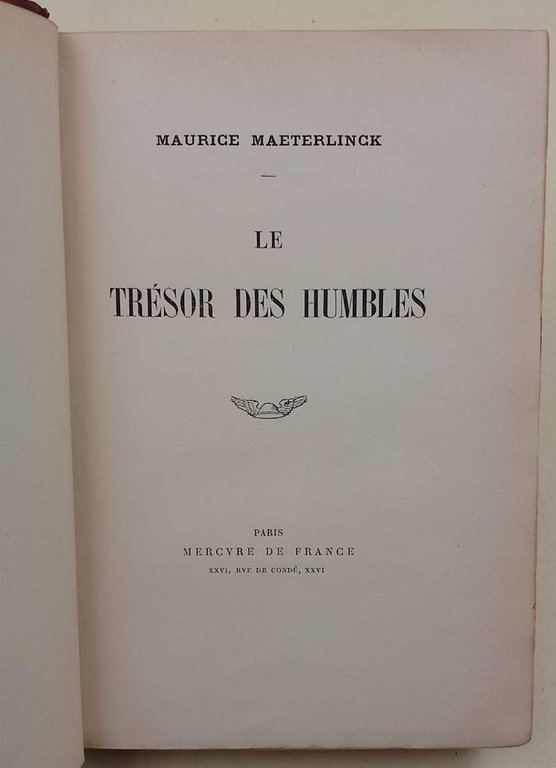 MAURICE MAETERLINCK
LE
TRÉSOR DES HUMBLES
PARIS
MERCVRE DE FRANCE
XXVI, RVE DE CONDÉ, XXVI